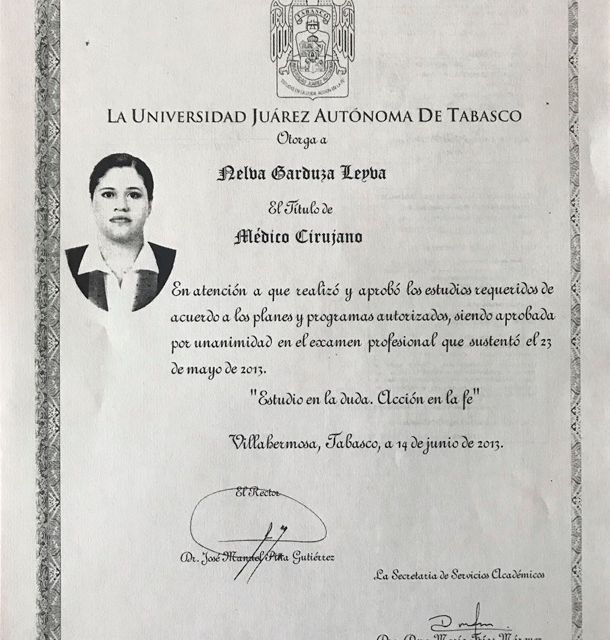 TABASCO
LA UNIVERSIDAD JUÁREZ AUTÓNOMA DE TABASCO
Otorga a
Nelva Garduza Leyva
El Título de
Médico Cirujano
En atención a que realizó y aprobó los estudios requeridos de
acuerdo a los planes y programas autorizados, siendo aprobada
por unanimidad en el examen profesional que sustentó el 23
de mayo de 2013.
"Estudio en la duda. Acción en la fe"
Villahermosa, Tabasco, a 14 de junio de 2013.
El Rector
Dr. José Manuel Piña Gutiérrez
La Secretaria de Servicios Académicos